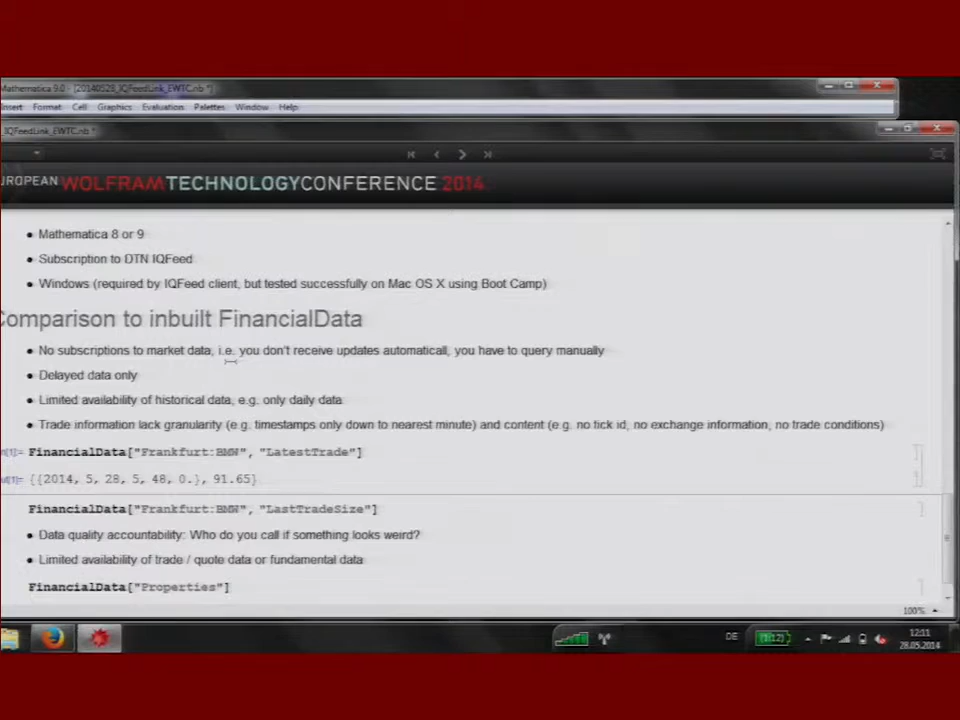 Mathematica 9.0 - [20140528_IQFeedLink_EWTC.nb *]
Insert Format Cell Graphics Evaluation Palettes Window Help
_IQFeedLink_EWTC.nb *
UROPEAN WOLFRAMTECHNOLOGYCONFERENCE 2014
• Mathematica 8 or 9
• Subscription to DTN IQFeed
• Windows (required by IQFeed client, but tested successfully on Mac OS X using Boot Camp)
Comparison to inbuilt FinancialData
• No subscriptions to market data, i.e. you don't receive updates automaticall, you have to query manually
• Delayed data only
• Limited availability of historical data, e.g. only daily data
• Trade information lack granularity (e.g. timestamps only down to nearest minute) and content (e.g. no tick id, no exchange information, no trade conditions)
n[1]:= FinancialData["Frankfurt:BMW", "LatestTrade"]
ut[1]= {{2014, 5, 28, 5, 48, 0.}, 91.65}
FinancialData["Frankfurt:BMW", "LastTradeSize"]
• Data quality accountability: Who do you call if something looks weird?
• Limited availability of trade / quote data or fundamental data
FinancialData["Properties"]
100%
DE (1:12) 12:11
28.05.2014